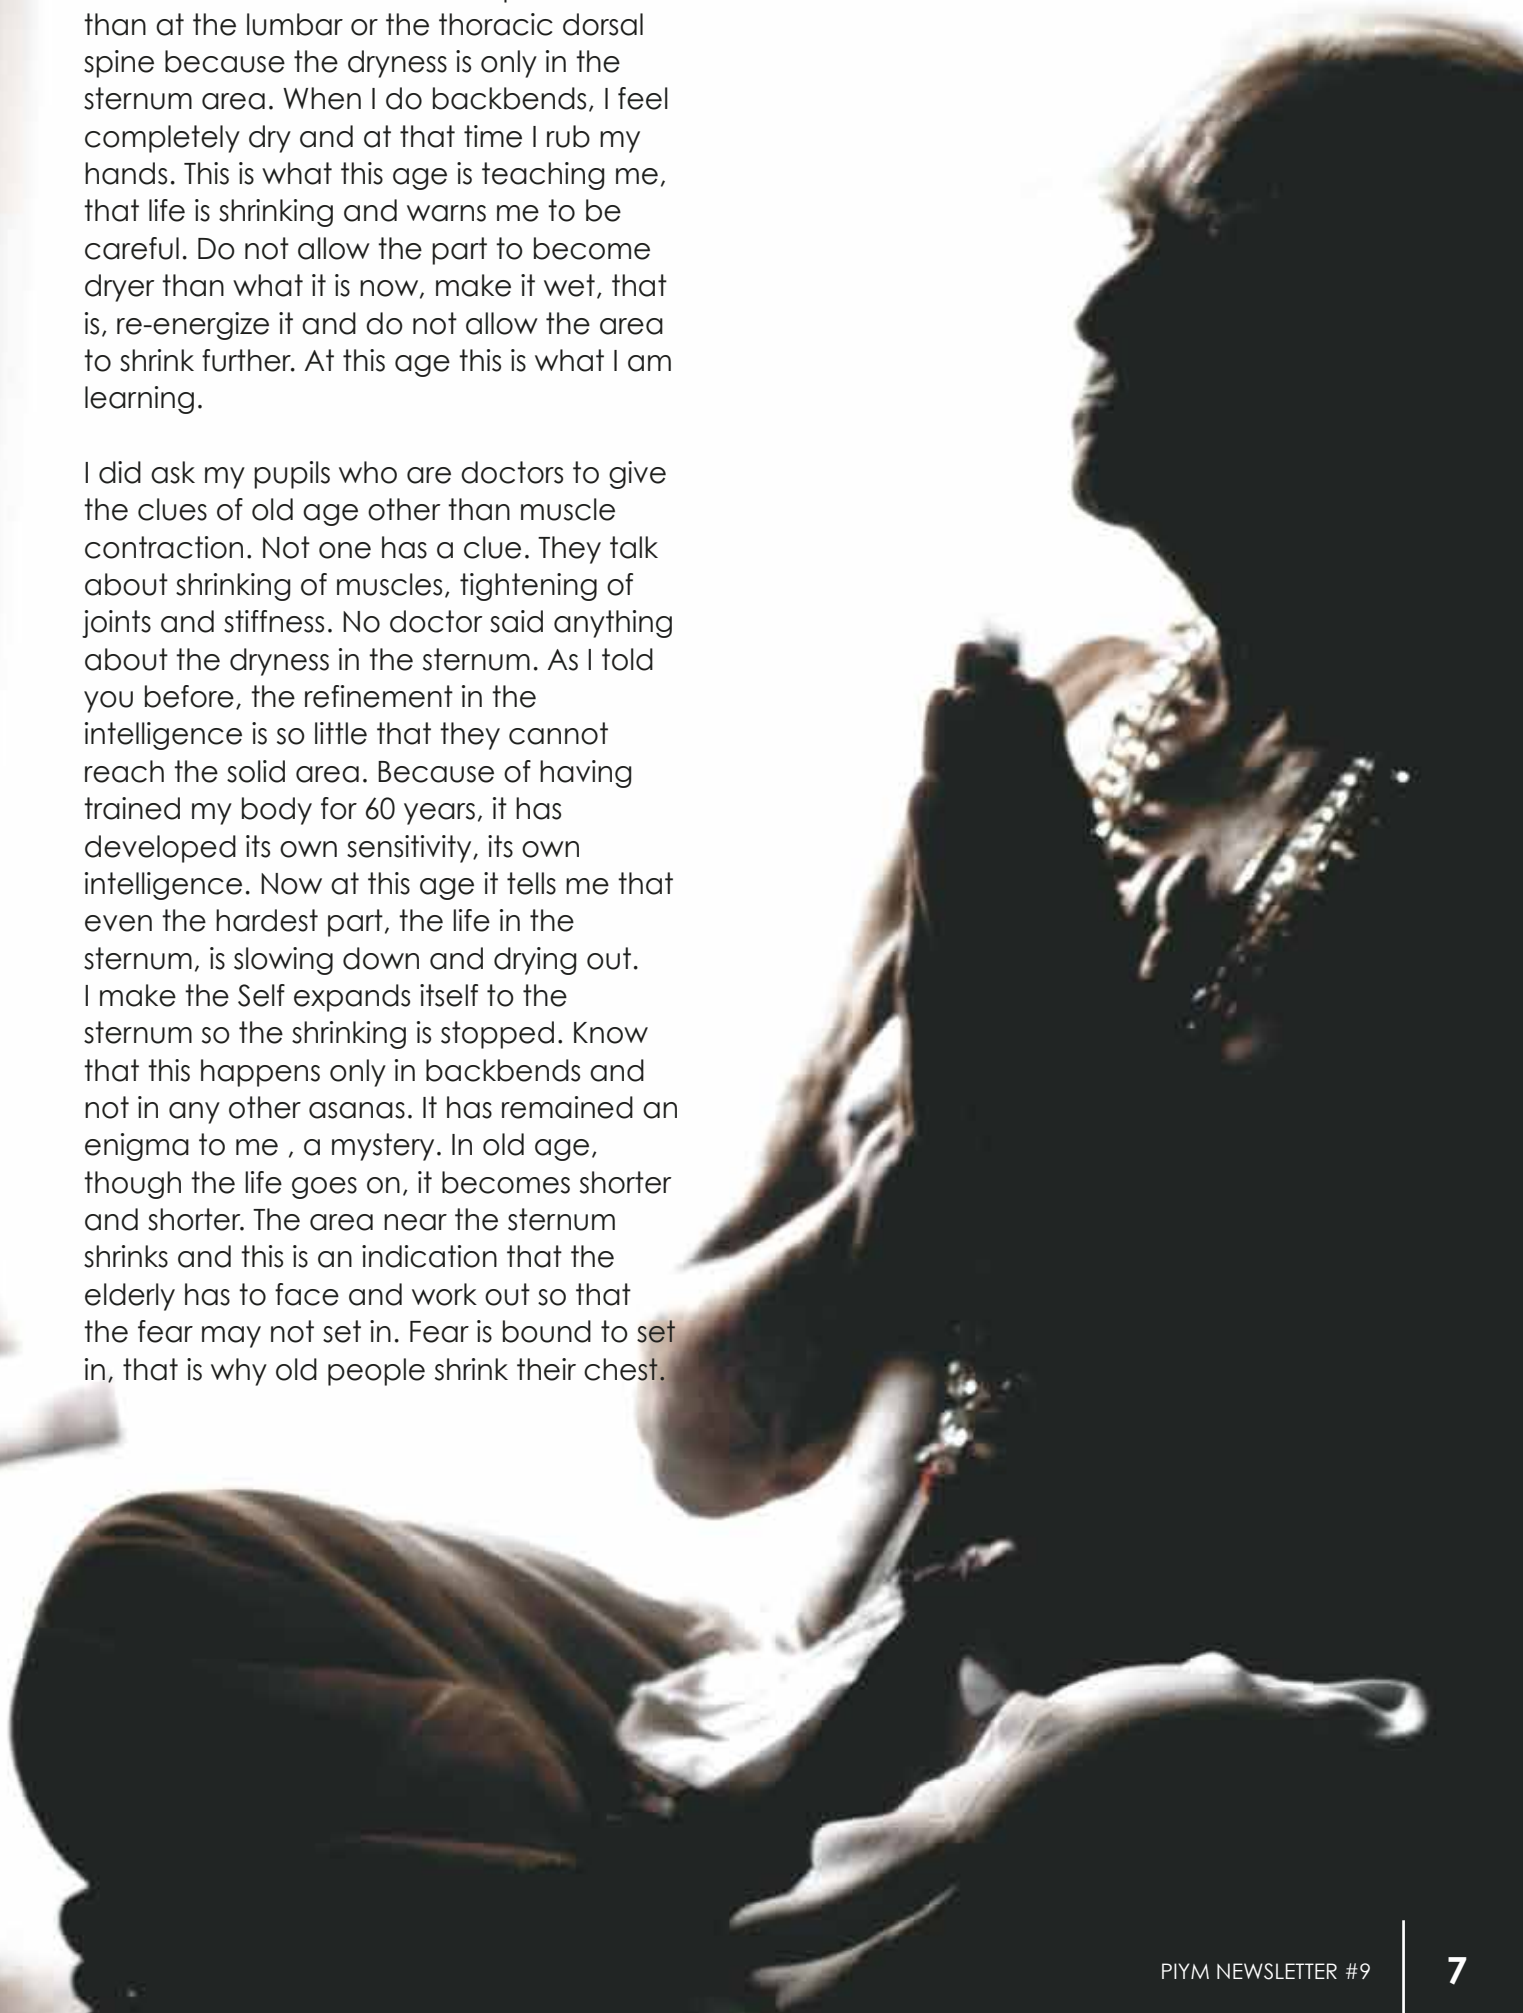 than at the lumbar or the thoracic dorsal
spine because the dryness is only in the
sternum area. When I do backbends, I feel
completely dry and at that time I rub my
hands. This is what this age is teaching me,
that life is shrinking and warns me to be
careful. Do not allow the part to become
dryer than what it is now, make it wet, that
is, re-energize it and do not allow the area
to shrink further. At this age this is what I am
learning.

I did ask my pupils who are doctors to give
the clues of old age other than muscle
contraction. Not one has a clue. They talk
about shrinking of muscles, tightening of
joints and stiffness. No doctor said anything
about the dryness in the sternum. As I told
you before, the refinement in the
intelligence is so little that they cannot
reach the solid area. Because of having
trained my body for 60 years, it has
developed its own sensitivity, its own
intelligence. Now at this age it tells me that
even the hardest part, the life in the
sternum, is slowing down and drying out.
I make the Self expands itself to the
sternum so the shrinking is stopped. Know
that this happens only in backbends and
not in any other asanas. It has remained an
enigma to me , a mystery. In old age,
though the life goes on, it becomes shorter
and shorter. The area near the sternum
shrinks and this is an indication that the
elderly has to face and work out so that
the fear may not set in. Fear is bound to set
in, that is why old people shrink their chest.

PIYM NEWSLETTER #9
7